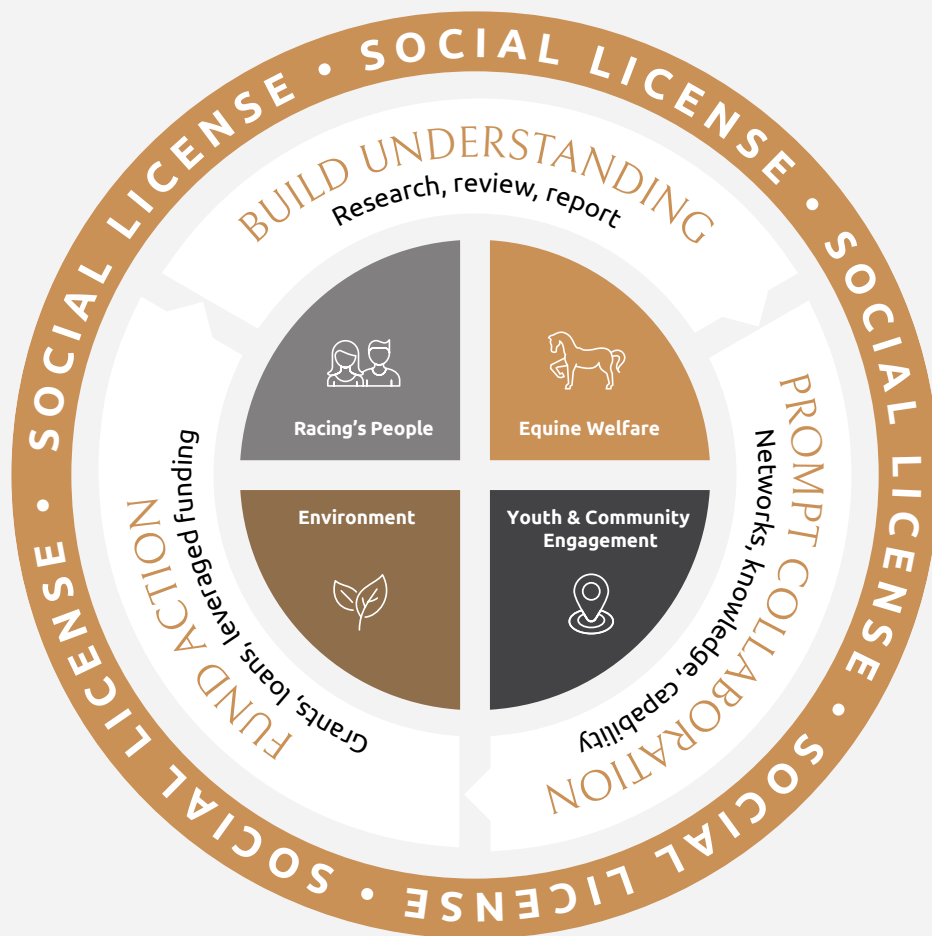 SOCIAL LICENSE • SOCIAL LICENSE • SOCIAL LICENSE • SOCIAL LICENSE • SOCIAL LICENSE •
BUILD UNDERSTANDING
Research, review, report
PROMPT COLLABORATION
Networks, knowledge, capability
FUND ACTION
Grants, loans, leveraged funding
Racing's People
Equine Welfare
Environment
Youth & Community
Engagement